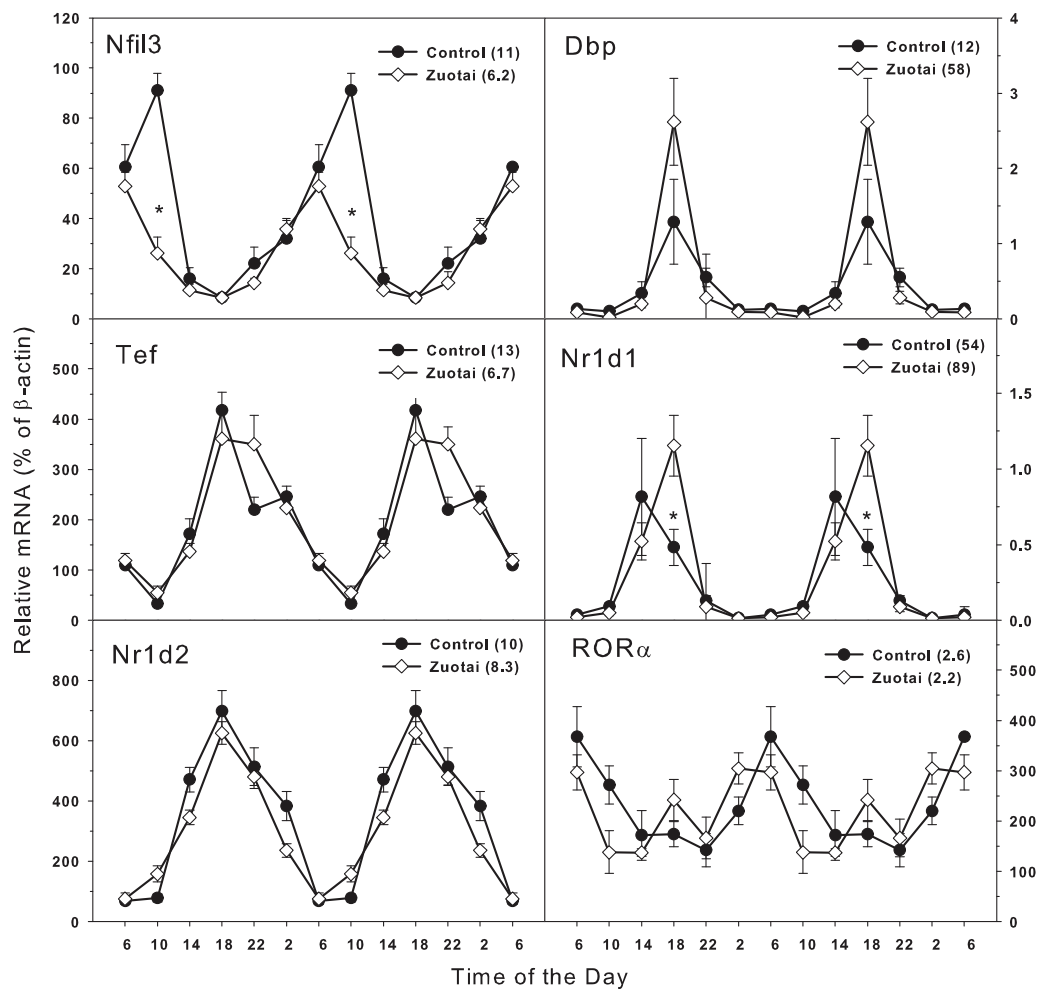 Relative mRNA (% of β-actin)
Nfil3
Control (11)
Zuotai (6.2)
120
100
80
60
40
20
0
*
*
Dbp
Control (12)
Zuotai (58)
4
3
2
1
0
Tef
Control (13)
Zuotai (6.7)
500
400
300
200
100
0
Nr1d1
Control (54)
Zuotai (89)
1.5
1.0
0.5
0.0
*
*
Nr1d2
Control (10)
Zuotai (8.3)
800
600
400
200
0
RORα
Control (2.6)
Zuotai (2.2)
500
400
300
200
100
0
6 10 14 18 22 2 6 10 14 18 22 2 6
6 10 14 18 22 2 6 10 14 18 22 2 6
Time of the Day